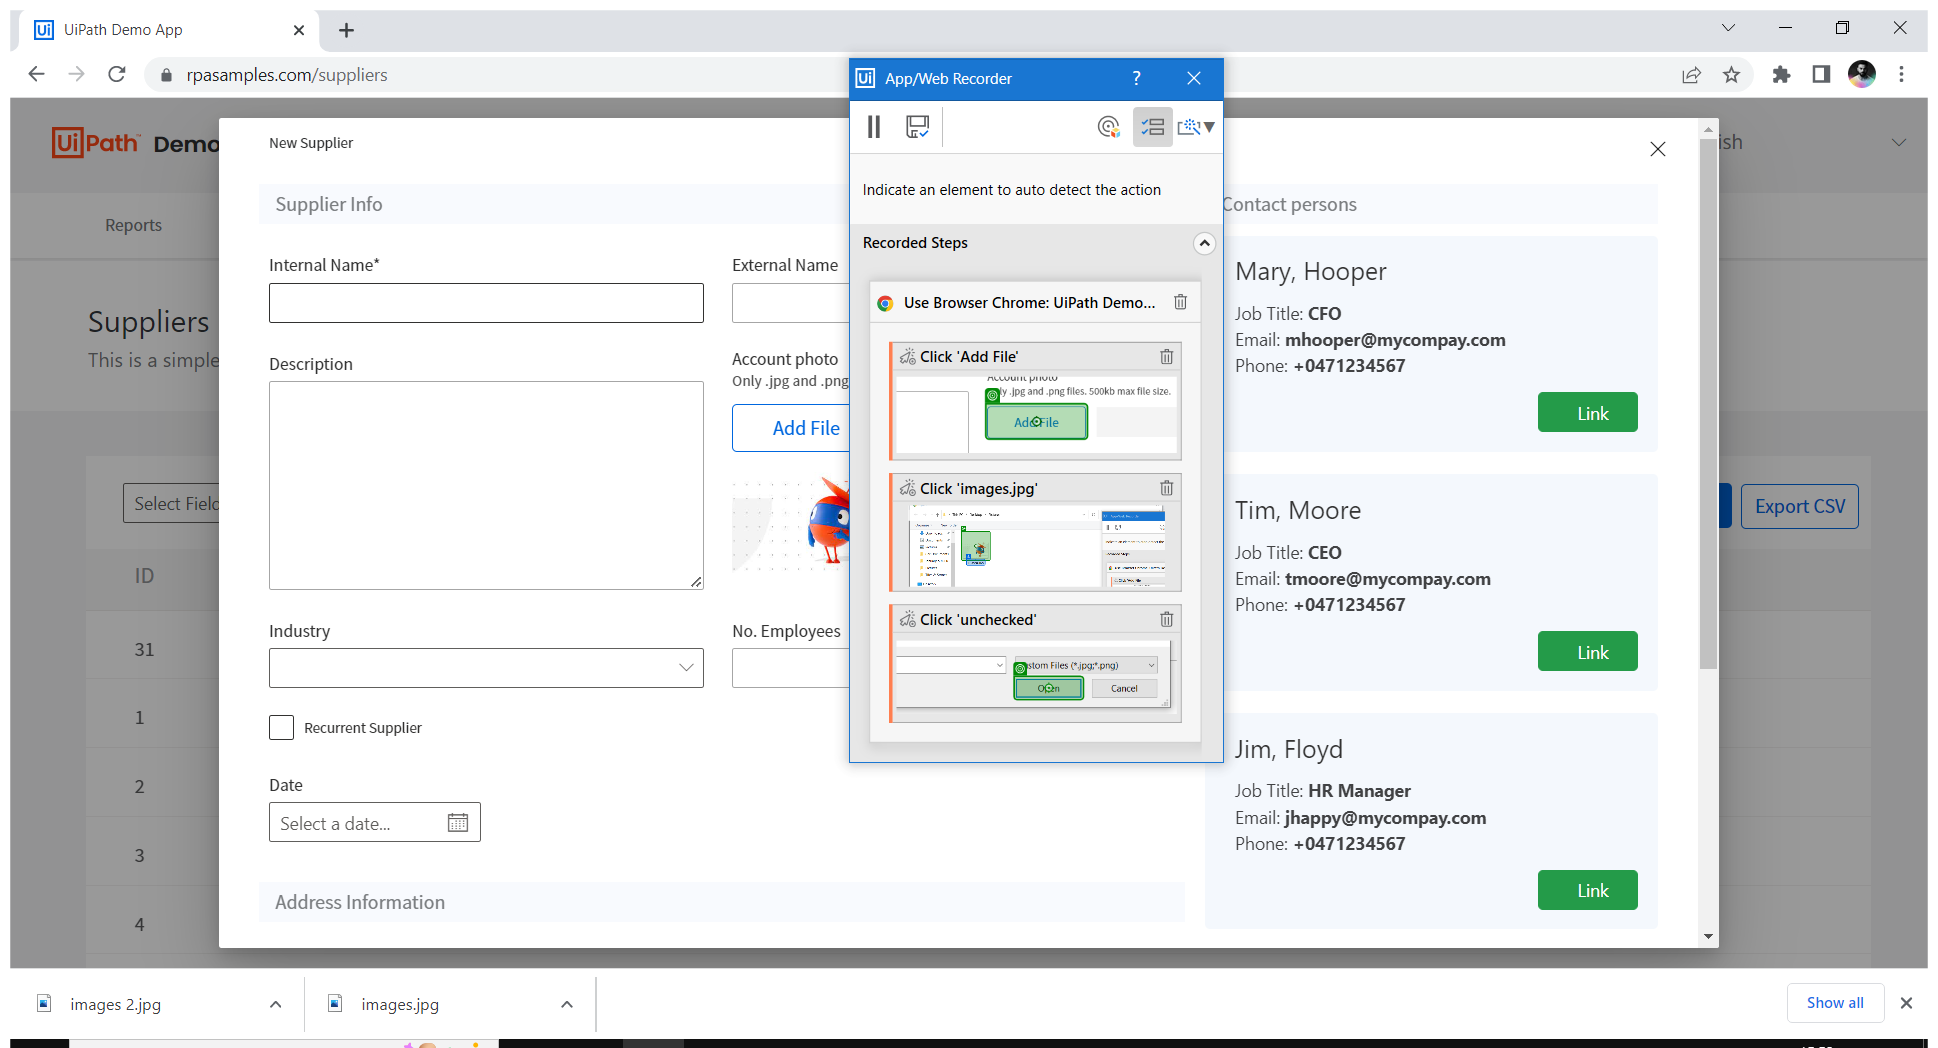 UiPath Demo App
rpasamples.com/suppliers
App/Web Recorder
?
Indicate an element to auto detect the action
Recorded Steps
Use Browser Chrome: UiPath Demo...
Click 'Add File'
Account photo
ly .jpg and .png files. 500kb max file size.
Add File
Click 'images.jpg'
Click 'unchecked'
stom Files (*.jpg;*.png)
Open
Cancel
UiPath™ Demo
ish
Reports
Suppliers
This is a simple
Select Field
Export CSV
ID
31
1
2
3
4
New Supplier
Supplier Info
Internal Name*
External Name
Description
Account photo
Only .jpg and .png
Add File
Industry
No. Employees
Recurrent Supplier
Date
Select a date...
Address Information
Contact persons
Mary, Hooper
Job Title: CFO
Email: mhooper@mycompay.com
Phone: +0471234567
Link
Tim, Moore
Job Title: CEO
Email: tmoore@mycompay.com
Phone: +0471234567
Link
Jim, Floyd
Job Title: HR Manager
Email: jhappy@mycompay.com
Phone: +0471234567
Link
images 2.jpg
images.jpg
Show all